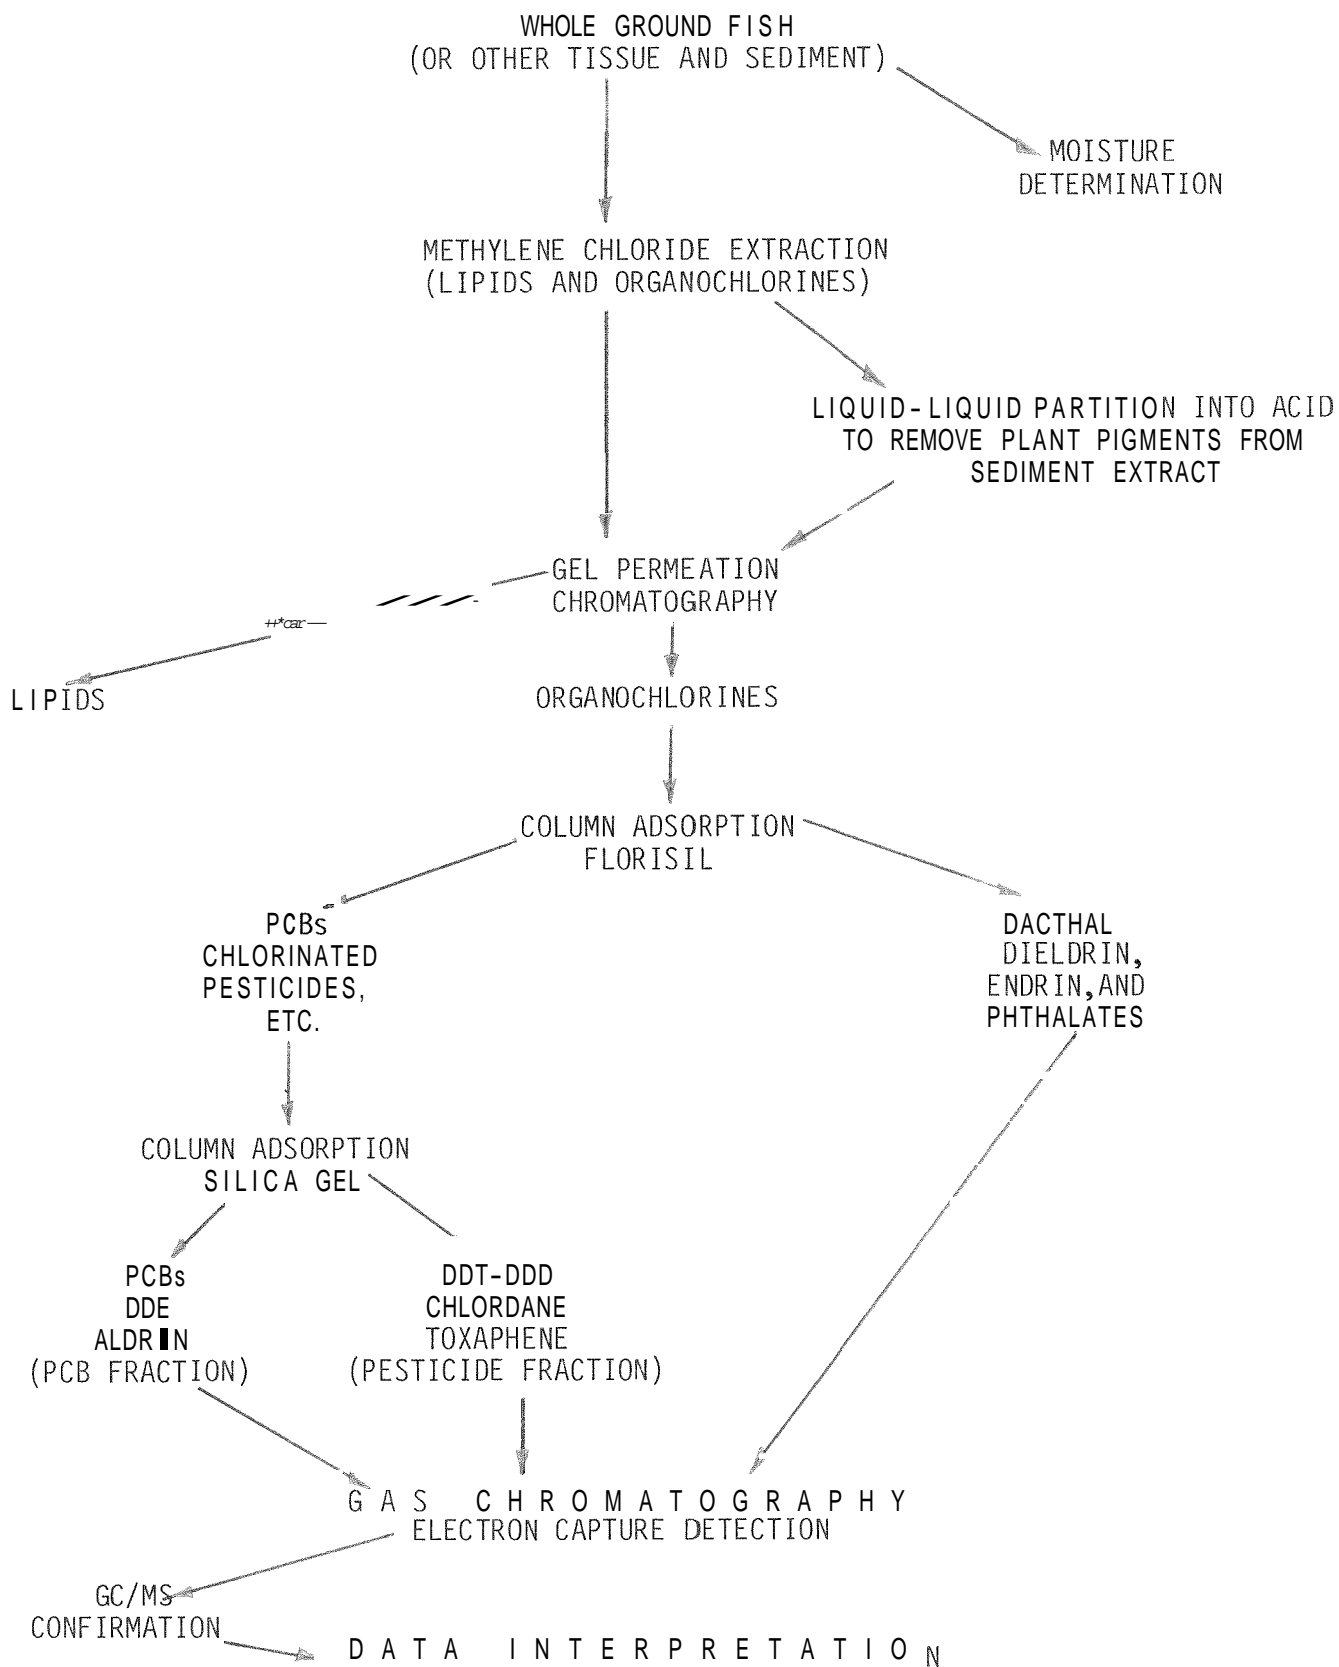 WHOLE GROUND FISH
(OR OTHER TISSUE AND SEDIMENT)
MOISTURE
DETERMINATION
METHYLENE CHLORIDE EXTRACTION
(LIPIDS AND ORGANOCHLORINES)
LIQUID-LIQUID PARTITION INTO ACID
TO REMOVE PLANT PIGMENTS FROM
SEDIMENT EXTRACT
GEL PERMEATION
CHROMATOGRAPHY
LIPIDS
ORGANOCHLORINES
COLUMN ADSORPTION
FLORISIL
PCBs
CHLORINATED
PESTICIDES,
ETC.
DACTHAL
DIELDRIN,
ENDRIN, AND
PHTHALATES
COLUMN ADSORPTION
SILICA GEL
PCBs
DDE
ALDRIN
(PCB FRACTION)
DDT-DDD
CHLORDANE
TOXAPHENE
(PESTICIDE FRACTION)
GAS CHROMATOGRAPHY
ELECTRON CAPTURE DETECTION
GC/MS
CONFIRMATION
DATA INTERPRETATION